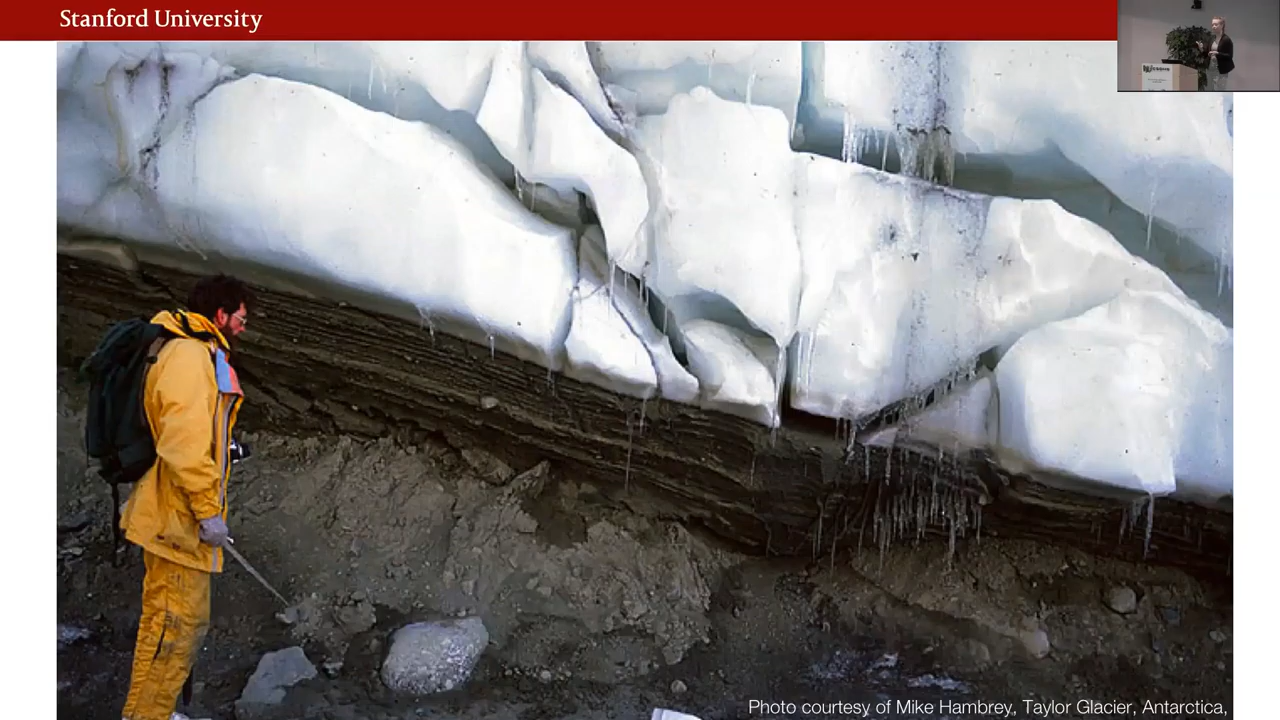 Stanford University
Photo courtesy of Mike Hambrey, Taylor Glacier, Antarctica,